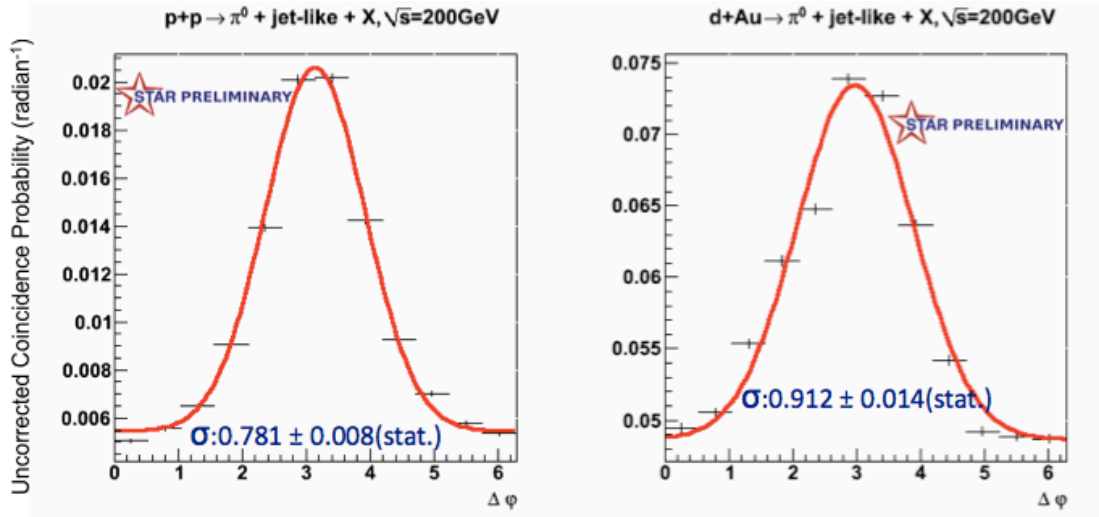 p+p → π⁰ + jet-like + X, √s=200GeV
Uncorrected Coincidence Probability (radian⁻¹)
0.02
0.018
0.016
0.014
0.012
0.01
0.008
0.006
STAR PRELIMINARY
σ:0.781 ± 0.008(stat.)
0 1 2 3 4 5 6
Δ φ
d+Au → π⁰ + jet-like + X, √s=200GeV
0.075
0.07
0.065
0.06
0.055
0.05
STAR PRELIMINARY
σ:0.912 ± 0.014(stat.)
0 1 2 3 4 5 6
Δ φ